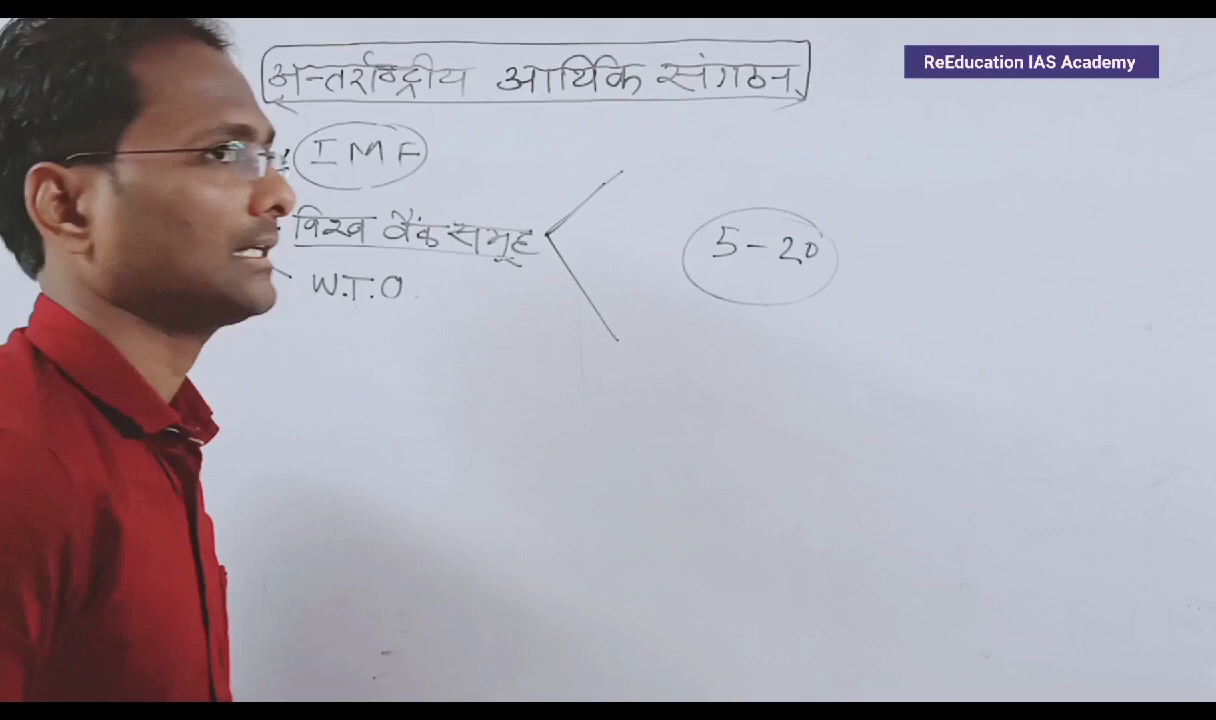 अन्तर्राष्ट्रीय आर्थिक संगठन
ReEducation IAS Academy
IMF
विश्व बैंक समूह
5-20
W.T.O